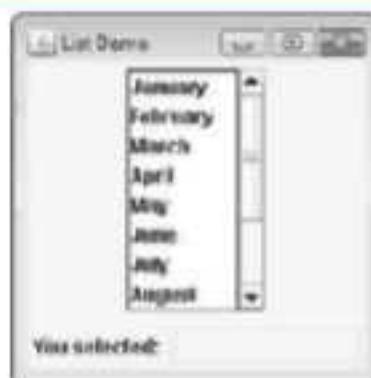 List Demo
January
February
March
April
May
June
July
August
You selected: